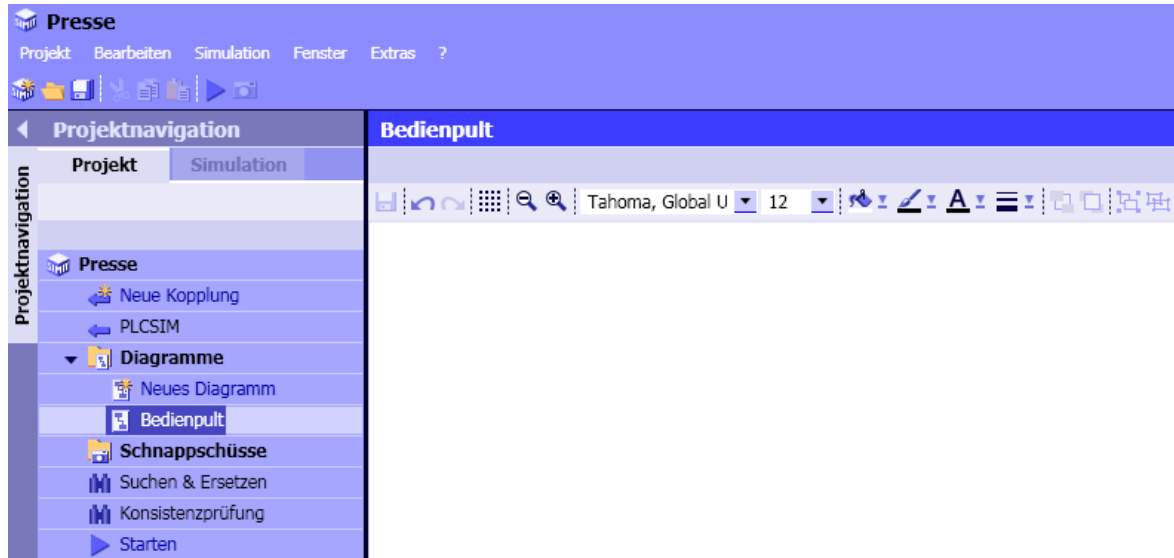 Presse
Projekt Bearbeiten Simulation Fenster Extras ?
Projektnavigation
Bedienpult
Projektnavigation
Projekt Simulation
Tahoma, Global U 12 A
Presse
Neue Kopplung
PLCSIM
Diagramme
Neues Diagramm
Bedienpult
Schnappschüsse
Suchen & Ersetzen
Konsistenzprüfung
Starten